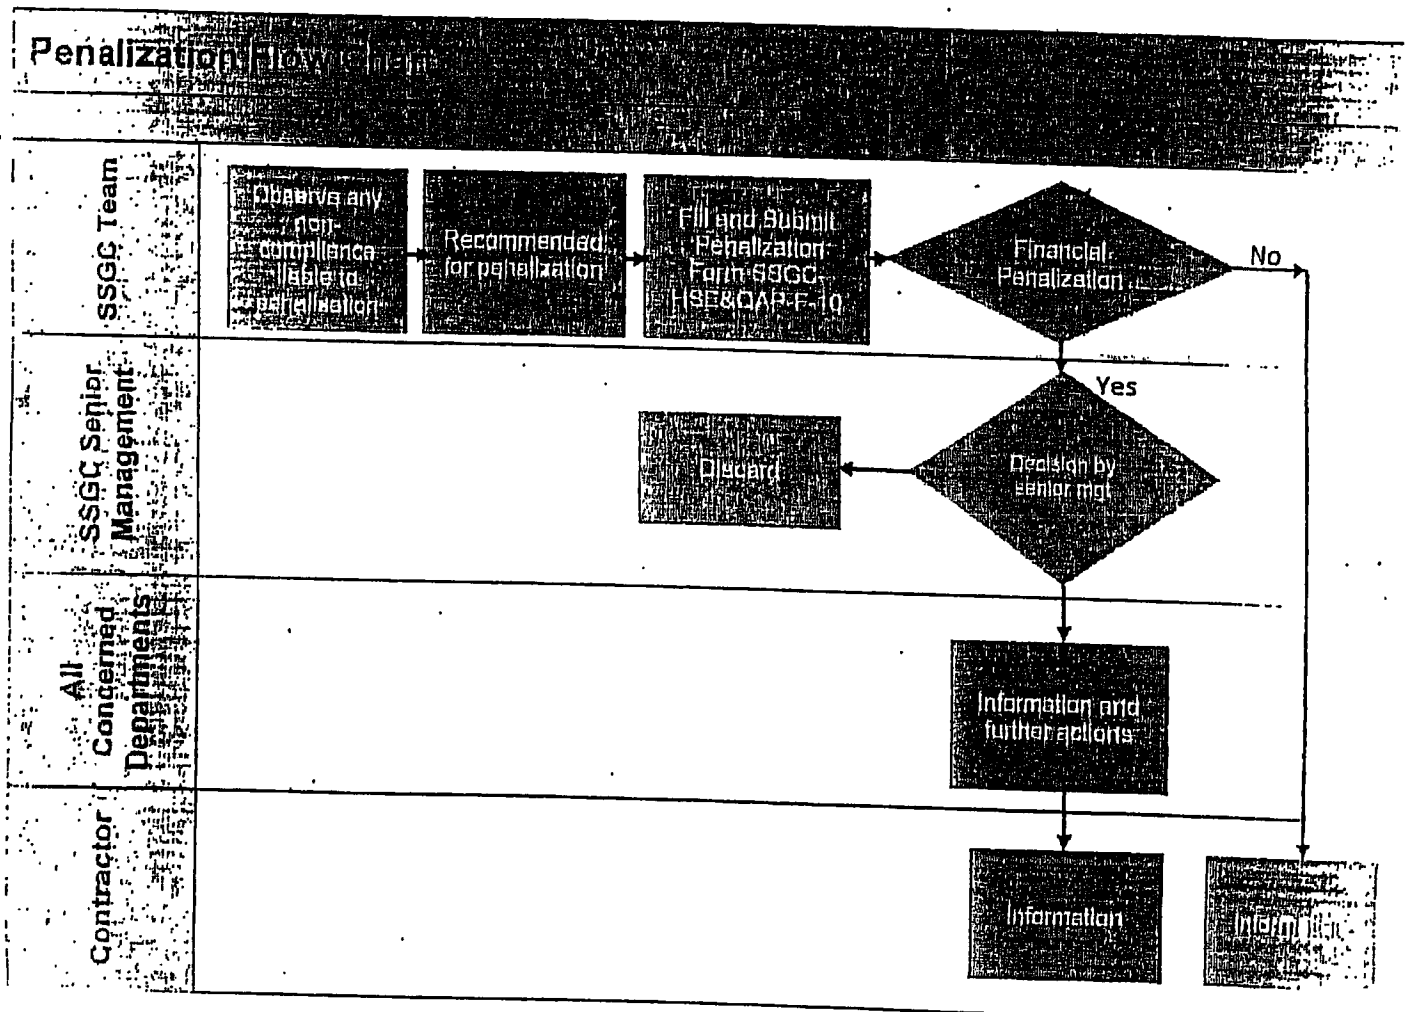 Penalization Flow Chart
SSGC Team
Observe any
non-
compliance
liable to
penalization
Recommended
for penalization
Fill and Submit
Penalization
Form SSGC-
HSE&QAP-F-10
Financial
Penalization
No
SSGC Senior
Management
Yes
Discard
Decision by
senior mgt
All
Concerned
Departments
Information and
further actions
Contractor
Information